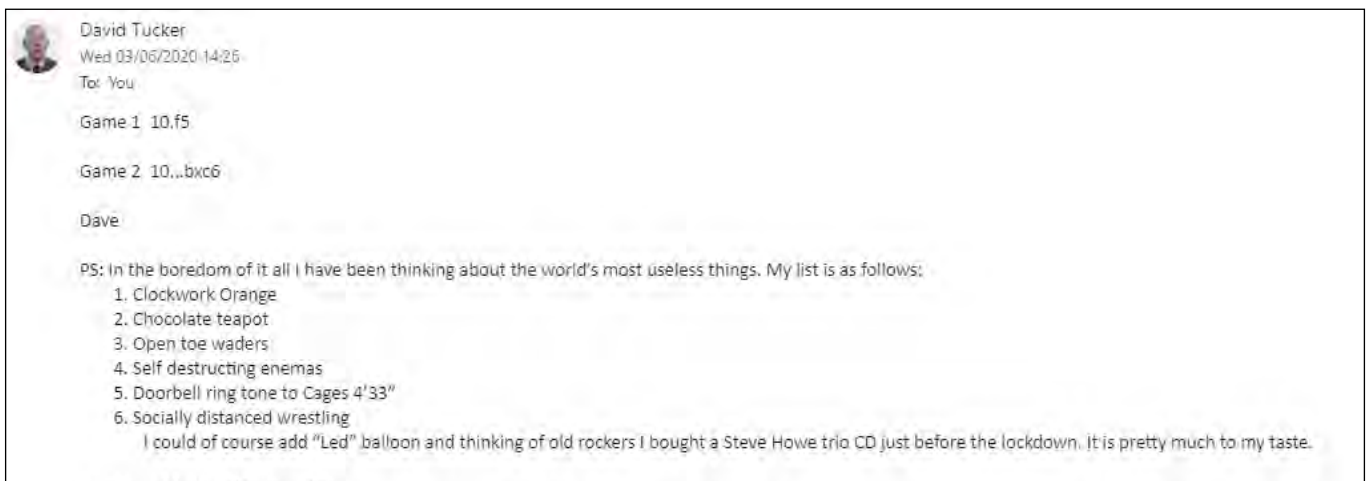 David Tucker
Wed 03/06/2020 14:26
To: You
Game 1 10.f5
Game 2 10...bxc6
Dave
PS: In the boredom of it all I have been thinking about the world's most useless things. My list is as follows:
1. Clockwork Orange
2. Chocolate teapot
3. Open toe waders
4. Self destructing enemas
5. Doorbell ring tone to Cages 4'33"
6. Socially distanced wrestling
I could of course add "Led" balloon and thinking of old rockers I bought a Steve Howe trio CD just before the lockdown. It is pretty much to my taste.